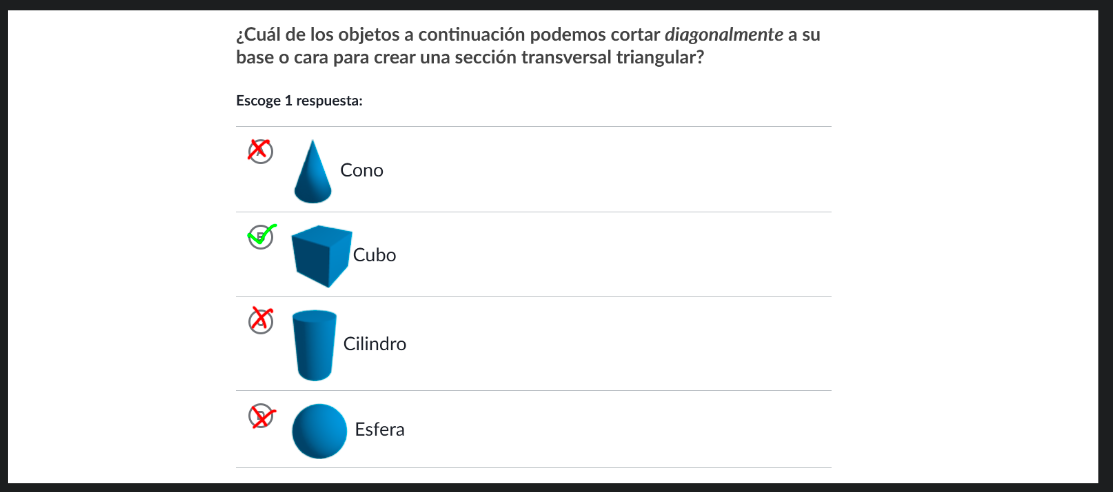 ¿Cuál de los objetos a continuación podemos cortar diagonalmente a su
base o cara para crear una sección transversal triangular?
Escoge 1 respuesta:
Cono
B
Cubo
Cilindro
Esfera